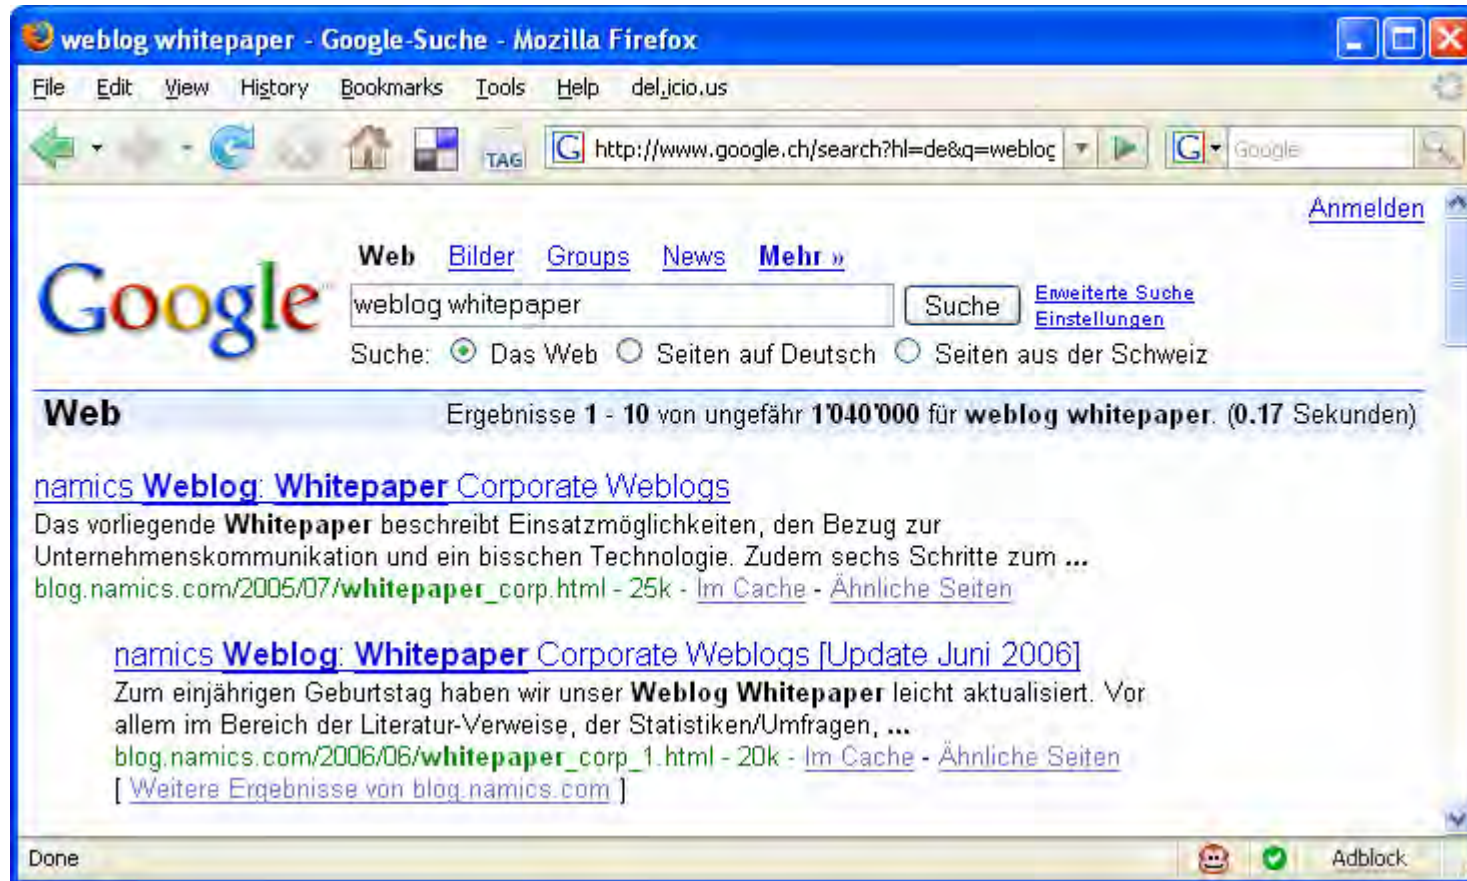 weblog whitepaper - Google-Suche - Mozilla Firefox
File Edit View History Bookmarks Tools Help del.icio.us
TAG G http://www.google.ch/search?hl=de&q=weblog G Google
Anmelden
Web Bilder Groups News Mehr »
Google
weblog whitepaper Suche Erweiterte Suche
Einstellungen
Suche: Das Web Seiten auf Deutsch Seiten aus der Schweiz
Web Ergebnisse 1 - 10 von ungefähr 1'040'000 für weblog whitepaper. (0.17 Sekunden)
namics Weblog: Whitepaper Corporate Weblogs
Das vorliegende Whitepaper beschreibt Einsatzmöglichkeiten, den Bezug zur
Unternehmenskommunikation und ein bisschen Technologie. Zudem sechs Schritte zum ...
blog.namics.com/2005/07/whitepaper_corp.html - 25k - Im Cache - Ähnliche Seiten
namics Weblog: Whitepaper Corporate Weblogs [Update Juni 2006]
Zum einjährigen Geburtstag haben wir unser Weblog Whitepaper leicht aktualisiert. Vor
allem im Bereich der Literatur-Verweise, der Statistiken/Umfragen, ...
blog.namics.com/2006/06/whitepaper_corp_1.html - 20k - Im Cache - Ähnliche Seiten
[ Weitere Ergebnisse von blog.namics.com ]
Done Adblock